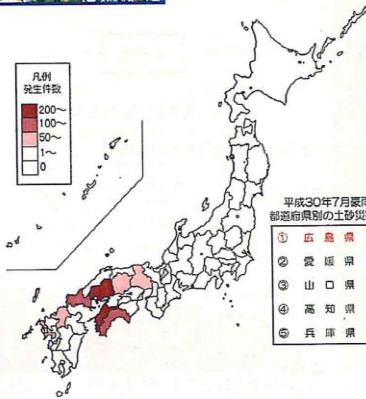 凡例
発生件数
200～
100～
50～
1～
0
平成30年7月豪雨
都道府県別の土砂災
① 広島県
② 愛媛県
③ 山口県
④ 高知県
⑤ 兵庫県